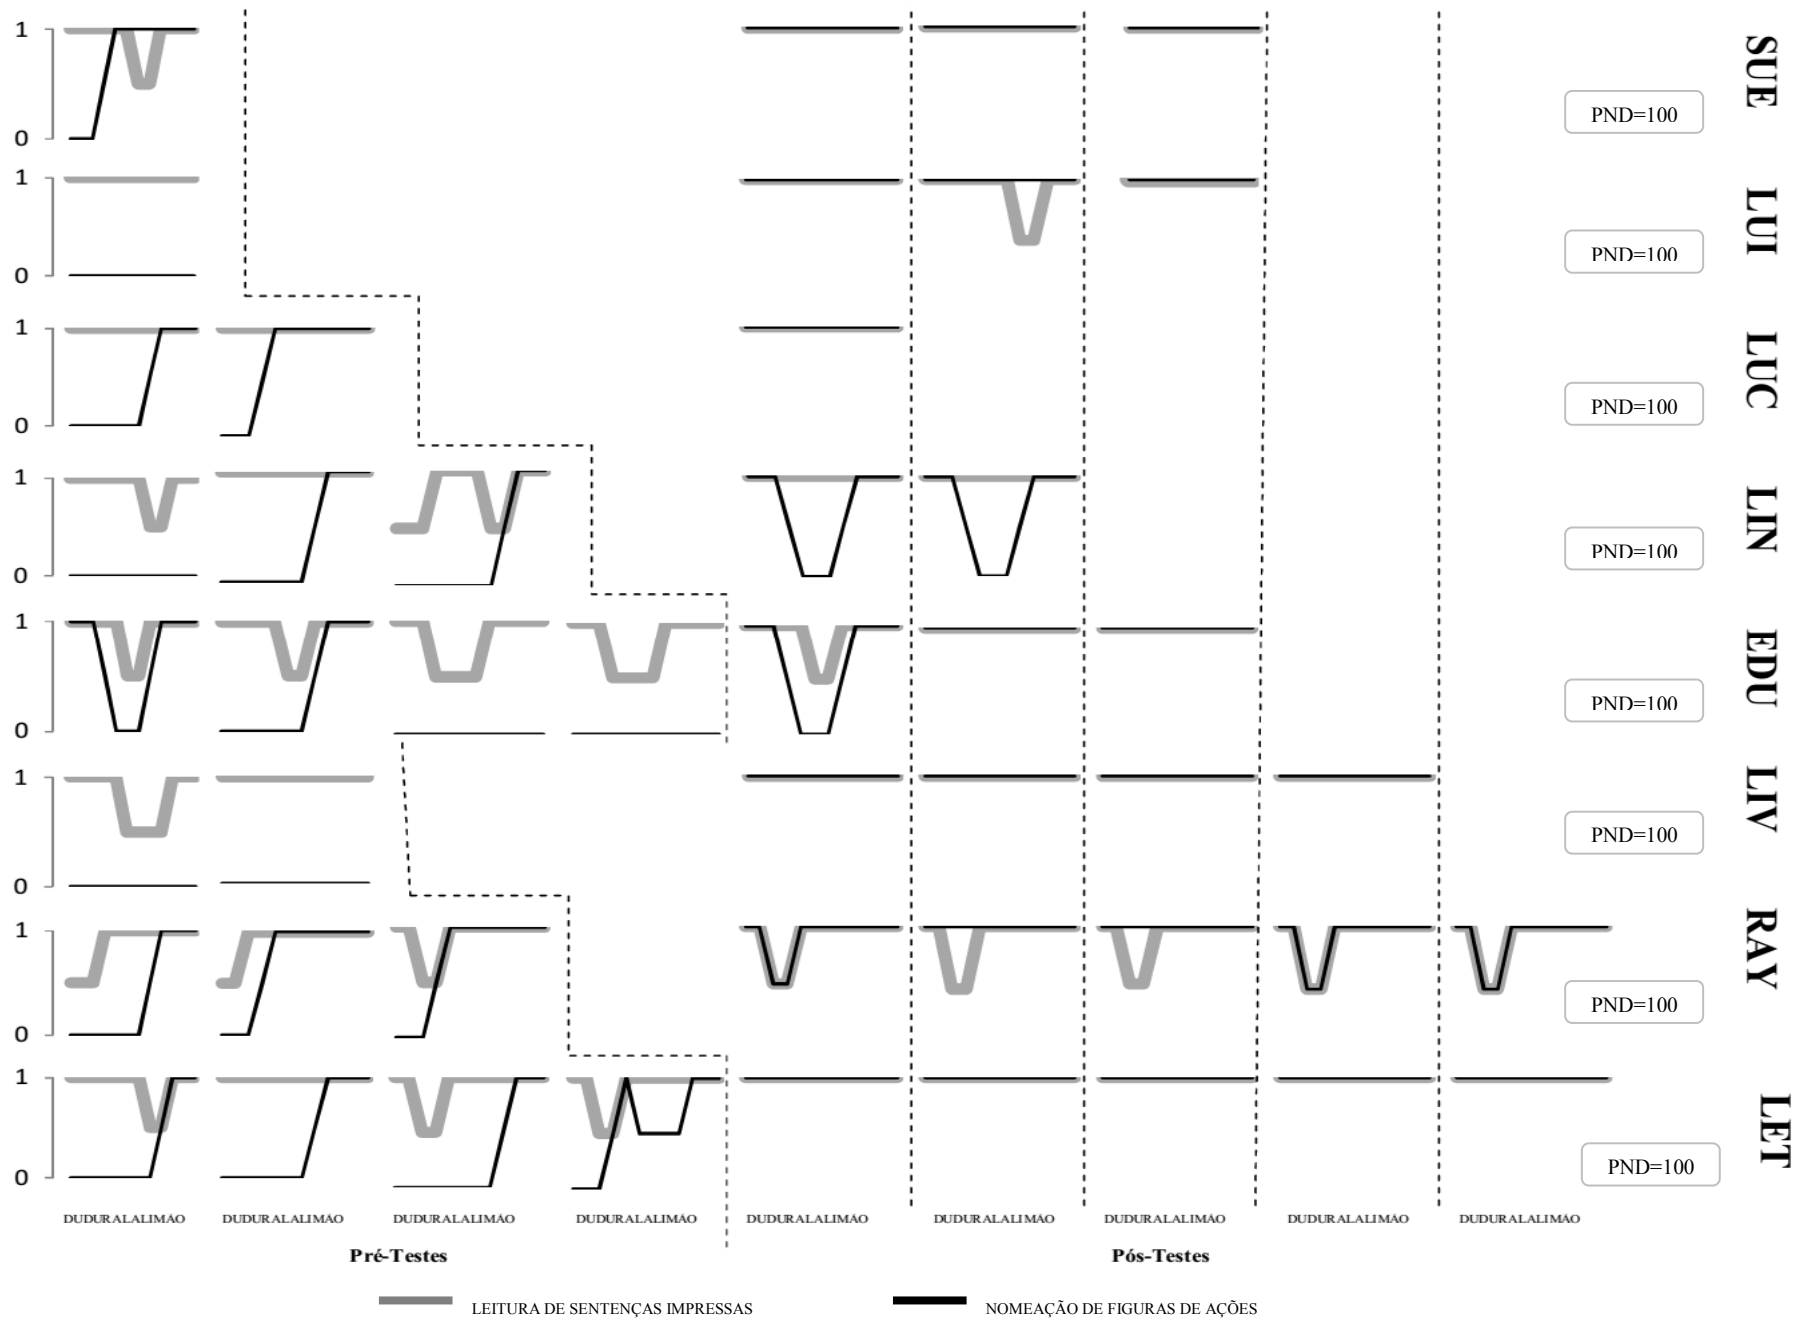 1
SUE
PND=100
0
1
LUI
PND=100
0
1
LUC
PND=100
0
1
LIN
PND=100
0
1
EDU
PND=100
0
1
LIV
PND=100
0
1
RAY
PND=100
0
1
LET
PND=100
0
DUDURALALIMÃO DUDURALALIMÃO DUDURALALIMÃO DUDURALALIMÃO DUDURALALIMÃO DUDURALALIMÃO DUDURALALIMÃO DUDURALALIMÃO DUDURALALIMÃO
Pré-Testes Pós-Testes
LEITURA DE SENTENÇAS IMPRESSAS NOMEAÇÃO DE FIGURAS DE AÇÕES